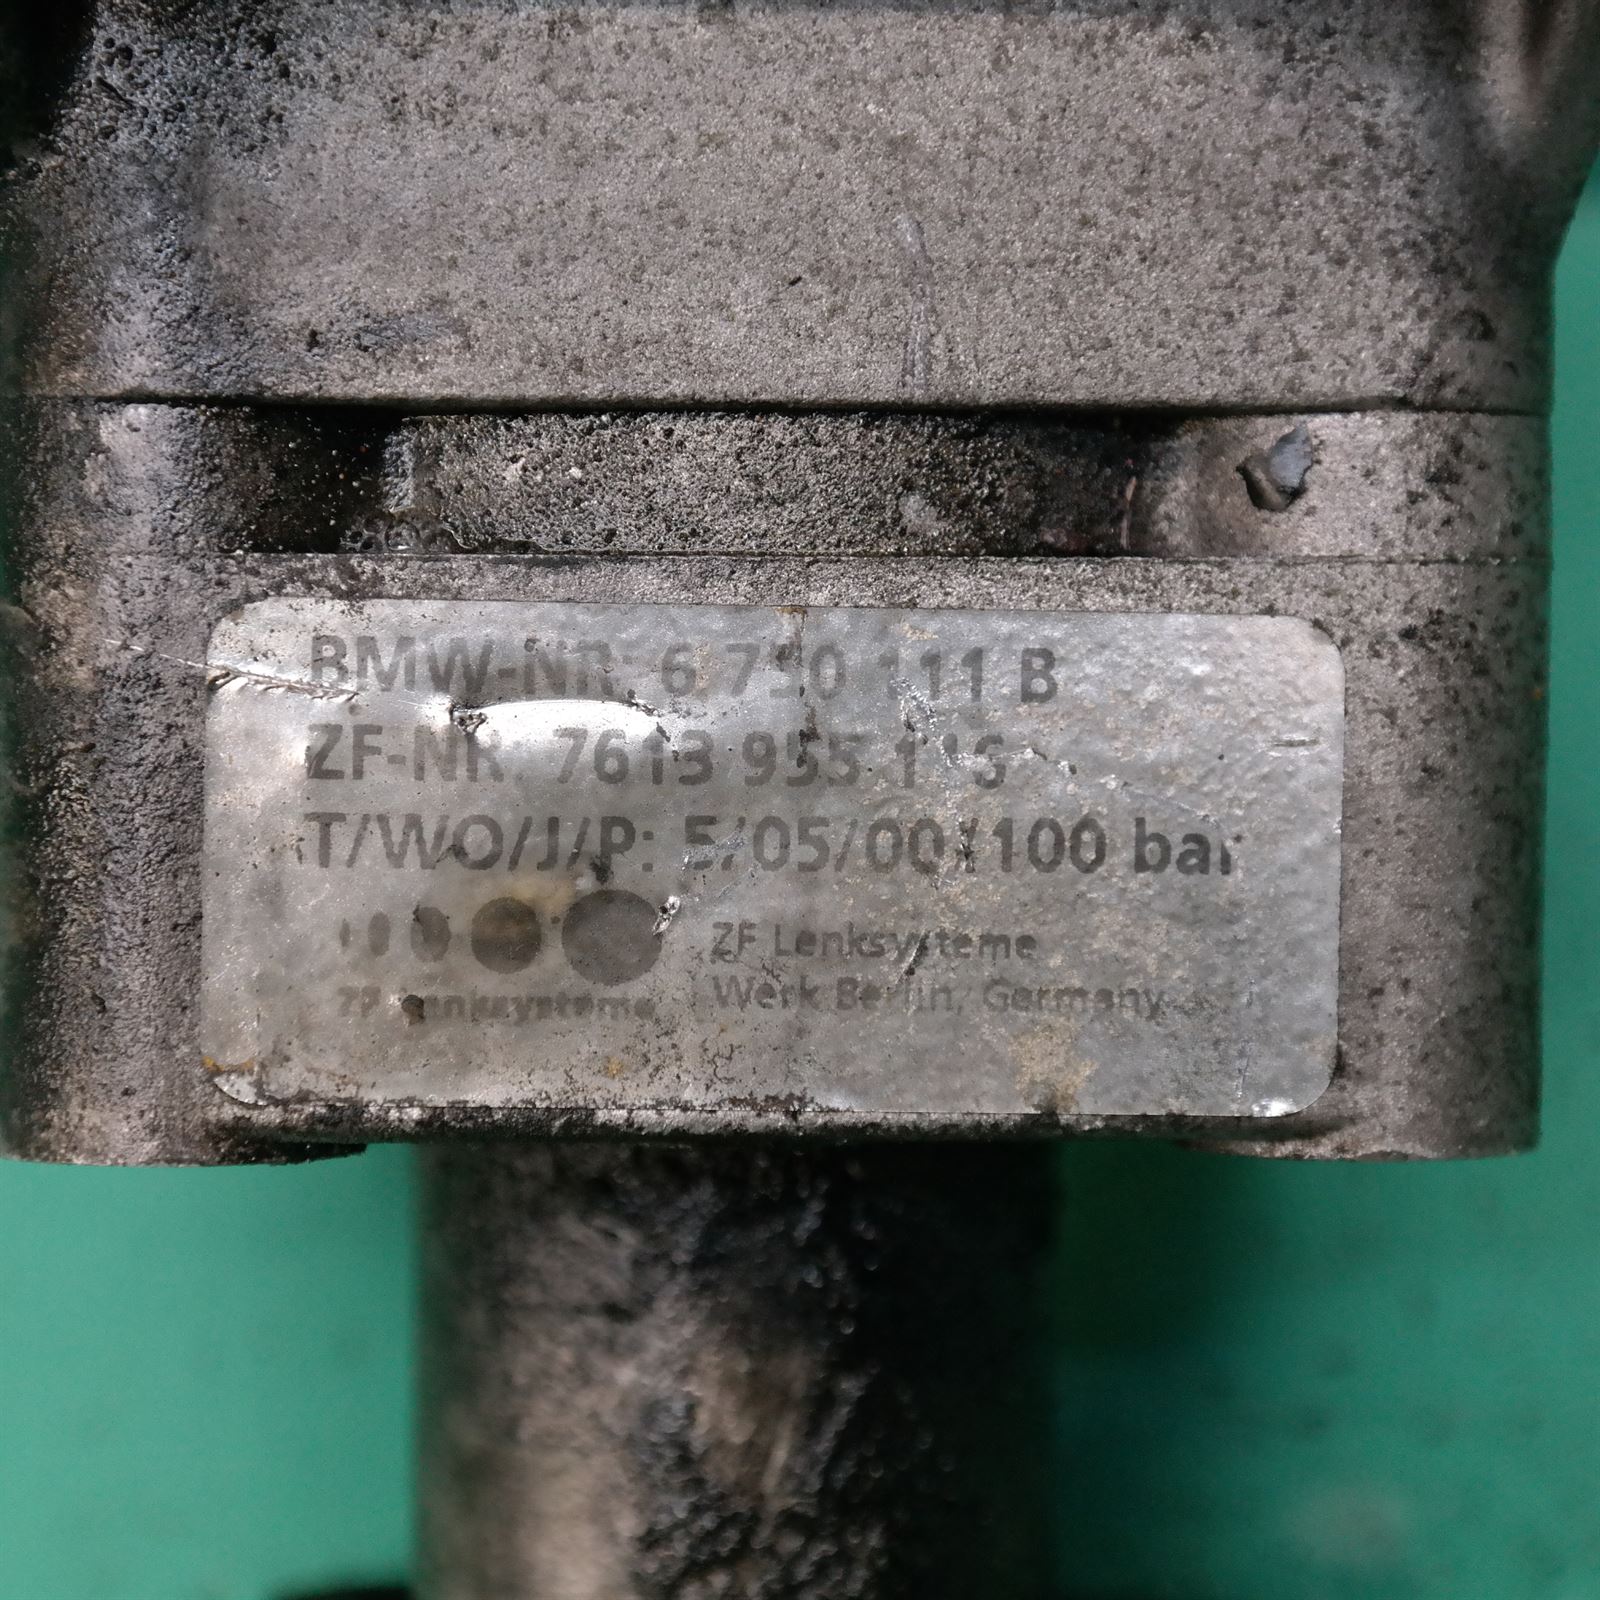 BMW-NR: 6 750 111 B
ZF-NR: 7613 955 116
T/WO/J/P: 5/05/00/100 bar
ZF Lenksysteme
Werk Berlin, Germany
ZF Lenksysteme